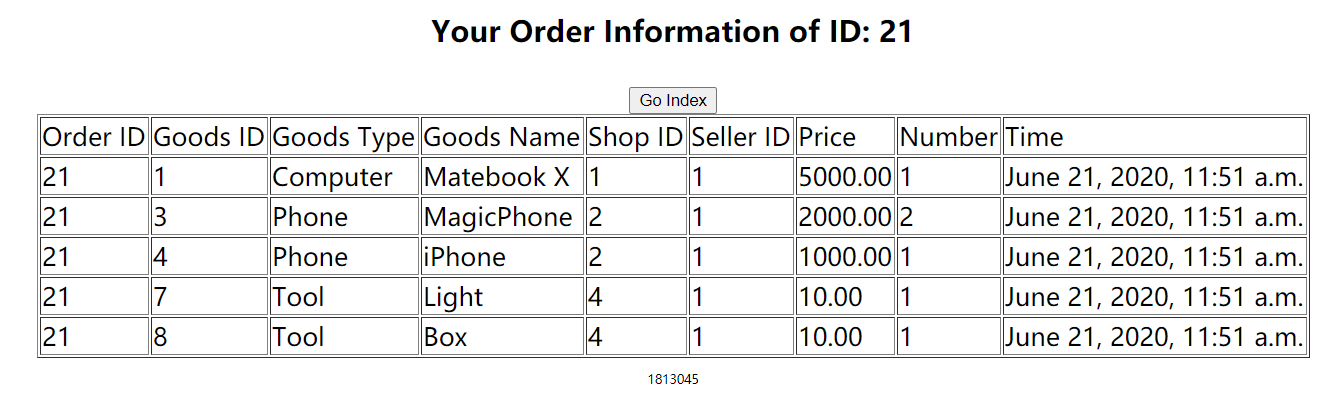 Your Order Information of ID: 21
Go Index
Order ID Goods ID Goods Type Goods Name Shop ID Seller ID Price Number Time
21 1 Computer Matebook X 1 1 5000.00 1 June 21, 2020, 11:51 a.m.
21 3 Phone MagicPhone 2 1 2000.00 2 June 21, 2020, 11:51 a.m.
21 4 Phone iPhone 2 1 1000.00 1 June 21, 2020, 11:51 a.m.
21 7 Tool Light 4 1 10.00 1 June 21, 2020, 11:51 a.m.
21 8 Tool Box 4 1 10.00 1 June 21, 2020, 11:51 a.m.
1813045